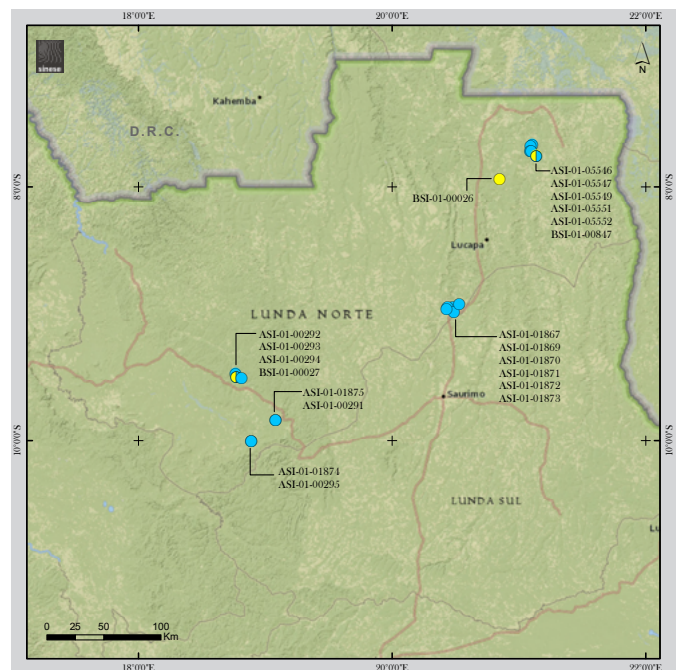 18°0'0"E 20°0'0"E 22°0'0"E
sinese
N
Kahemba
D.R.C.
8°0'0"S 8°0'0"S
ASI-01-05546
ASI-01-05547
ASI-01-05549
ASI-01-05551
ASI-01-05552
BSI-01-00847
BSI-01-00026
Lucapa
LUNDA NORTE
ASI-01-00292
ASI-01-00293
ASI-01-00294
BSI-01-00027
ASI-01-01867
ASI-01-01869
ASI-01-01870
ASI-01-01871
ASI-01-01872
ASI-01-01873
ASI-01-01875
ASI-01-00291
Saurimo
10°0'0"S 10°0'0"S
ASI-01-01874
ASI-01-00295
LUNDA SUL
Lu
0 25 50 100
Km
18°0'0"E 20°0'0"E 22°0'0"E